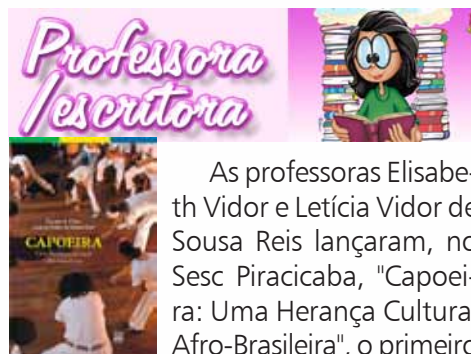 Professora
/escritora
CAPOEIRA
As professoras Elisabe-
th Vidor e Letícia Vidor de
Sousa Reis lançaram, no
Sesc Piracicaba, "Capoei-
ra: Uma Herança Cultural
Afro-Brasileira", o primeiro